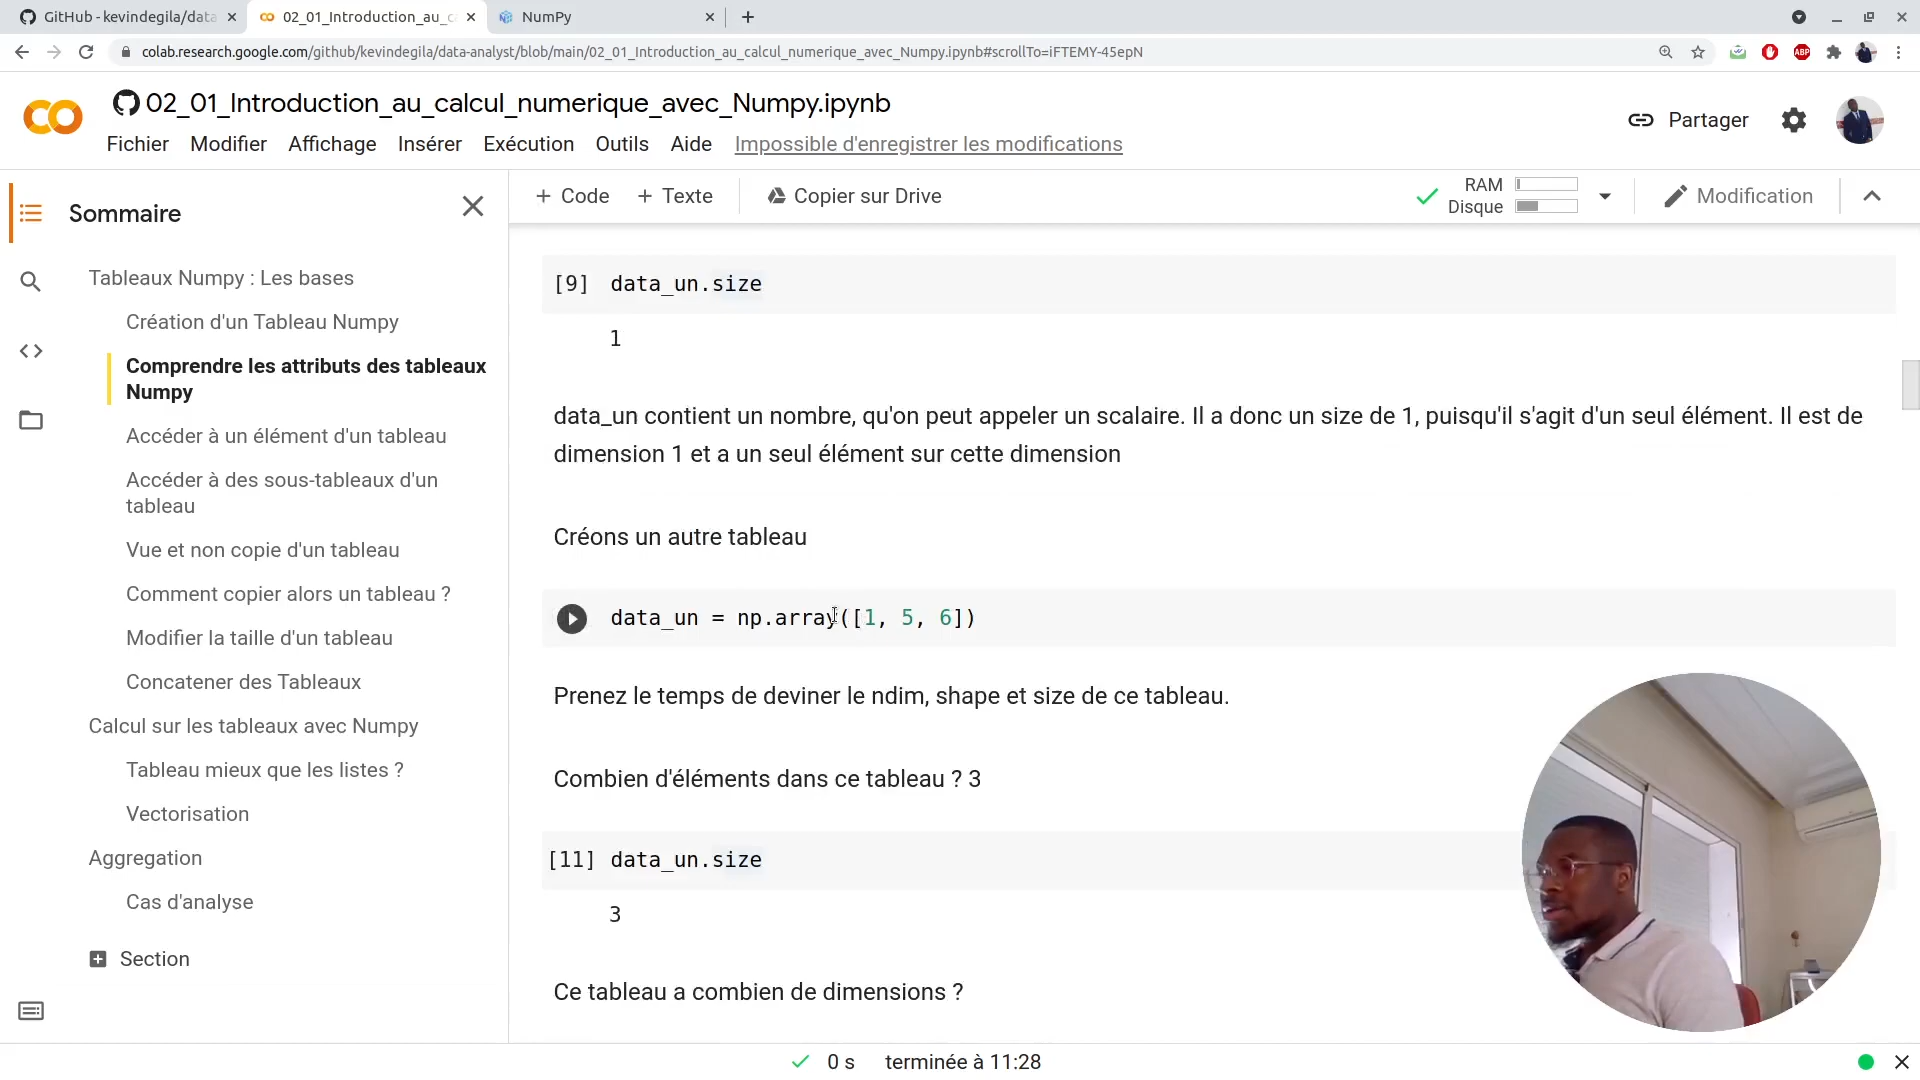 GitHub - kevindegila/data
02_01_Introduction_au_c
NumPy
colab.research.google.com/github/kevindegila/data-analyst/blob/main/02_01_Introduction_au_calcul_numerique_avec_Numpy.ipynb#scrollTo=iFTEMY-45epN
ABP
02_01_Introduction_au_calcul_numerique_avec_Numpy.ipynb
Fichier Modifier Affichage Insérer Exécution Outils Aide Impossible d'enregistrer les modifications
Partager
Sommaire
+ Code + Texte Copier sur Drive
RAM
Disque
Modification
Tableaux Numpy : Les bases
Création d'un Tableau Numpy
Comprendre les attributs des tableaux
Numpy
Accéder à un élément d'un tableau
Accéder à des sous-tableaux d'un
tableau
Vue et non copie d'un tableau
Comment copier alors un tableau ?
Modifier la taille d'un tableau
Concatener des Tableaux
Calcul sur les tableaux avec Numpy
Tableau mieux que les listes ?
Vectorisation
Aggregation
Cas d'analyse
Section
[9] data_un.size
1
data_un contient un nombre, qu'on peut appeler un scalaire. Il a donc un size de 1, puisqu'il s'agit d'un seul élément. Il est de
dimension 1 et a un seul élément sur cette dimension
Créons un autre tableau
data_un = np.array([1, 5, 6])
Prenez le temps de deviner le ndim, shape et size de ce tableau.
Combien d'éléments dans ce tableau ? 3
[11] data_un.size
3
Ce tableau a combien de dimensions ?
0 s terminée à 11:28